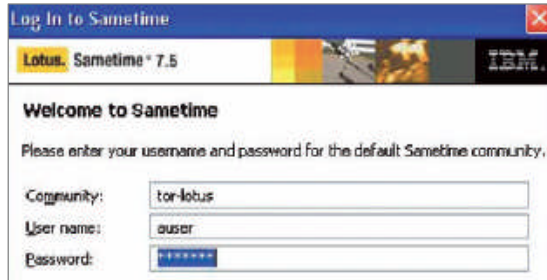 Log In to Sametime
Lotus. Sametime® 7.5 IBM.
Welcome to Sametime
Please enter your username and password for the default Sametime community.
Community: tor-lotus
User name: auser
Password: *******